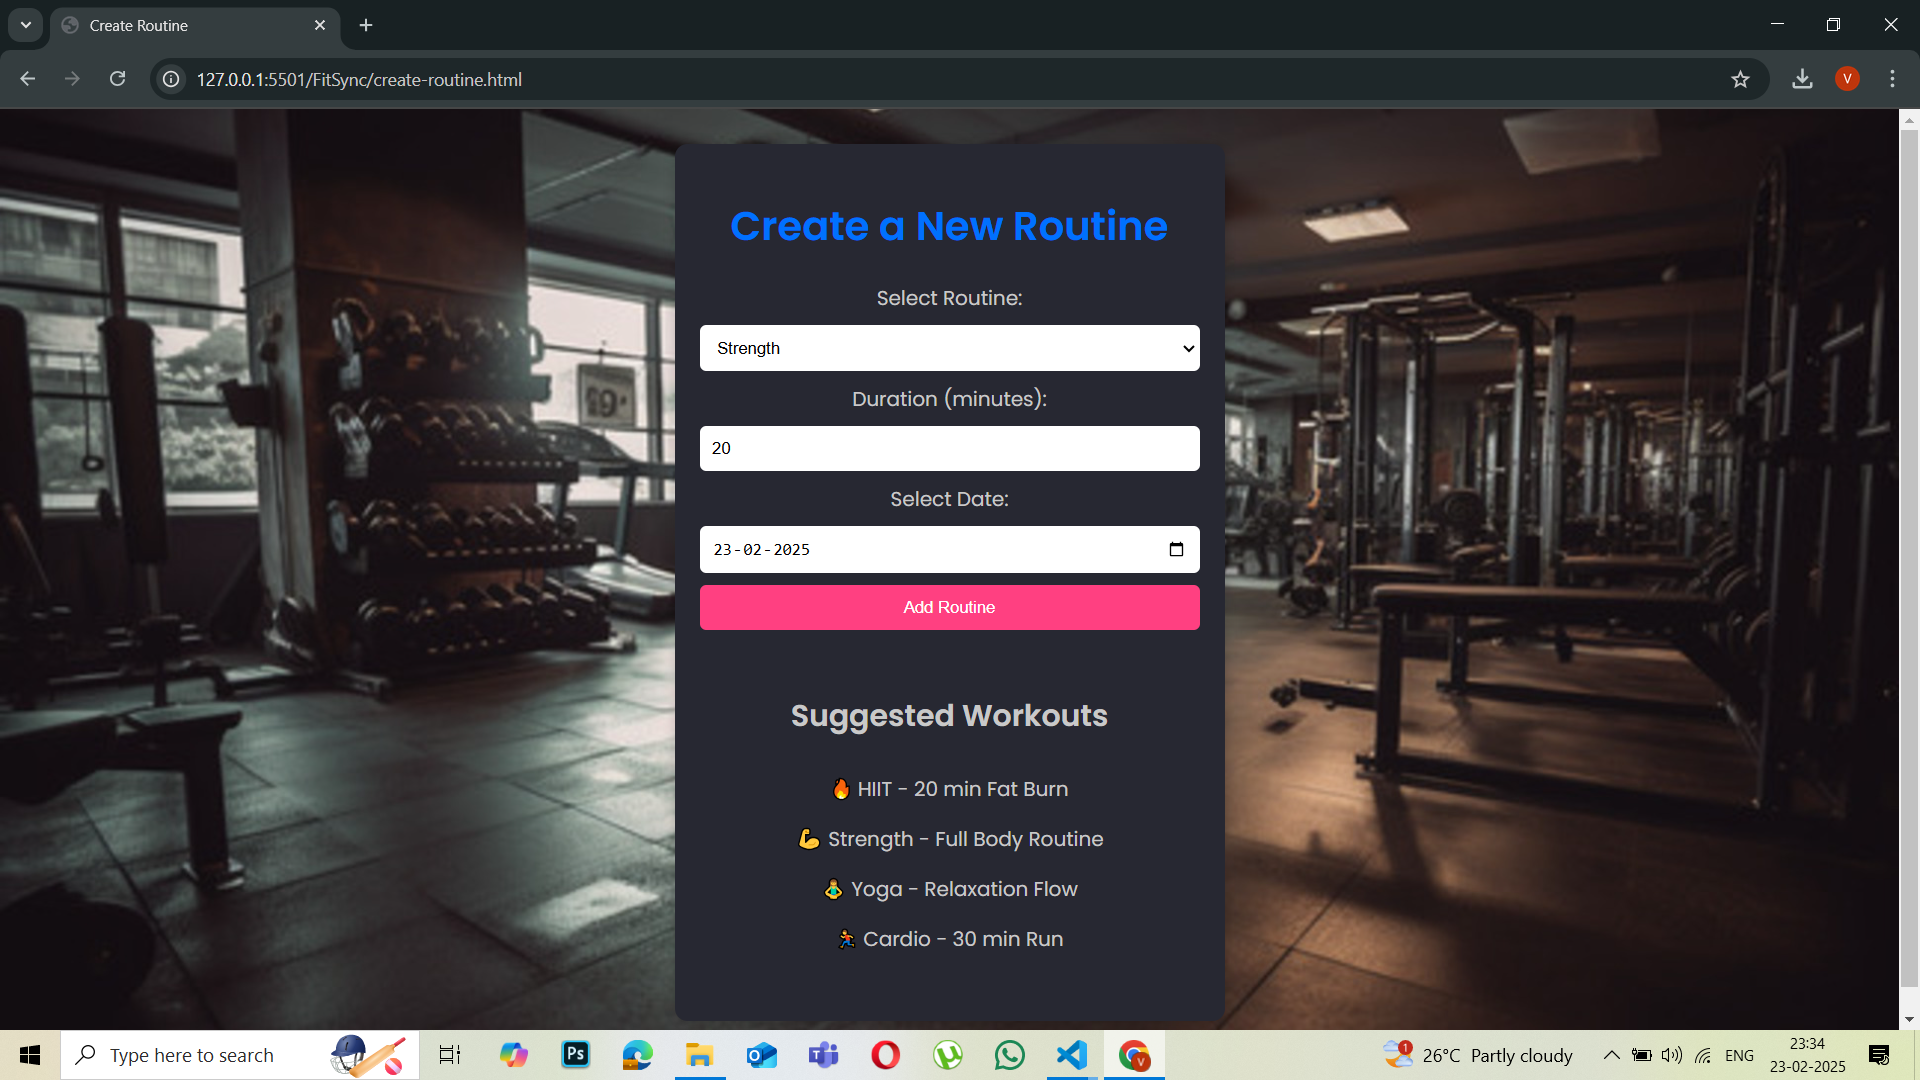 Create Routine
127.0.0.1:5501/FitSync/create-routine.html
V
Create a New Routine
Select Routine:
Strength
Duration (minutes):
20
Select Date:
23-02-2025
Add Routine
Suggested Workouts
🔥 HIIT - 20 min Fat Burn
💪 Strength - Full Body Routine
🧘 Yoga - Relaxation Flow
🏃 Cardio - 30 min Run
Type here to search
Ps
V
1
26°C Partly cloudy
ENG
23:34
23-02-2025